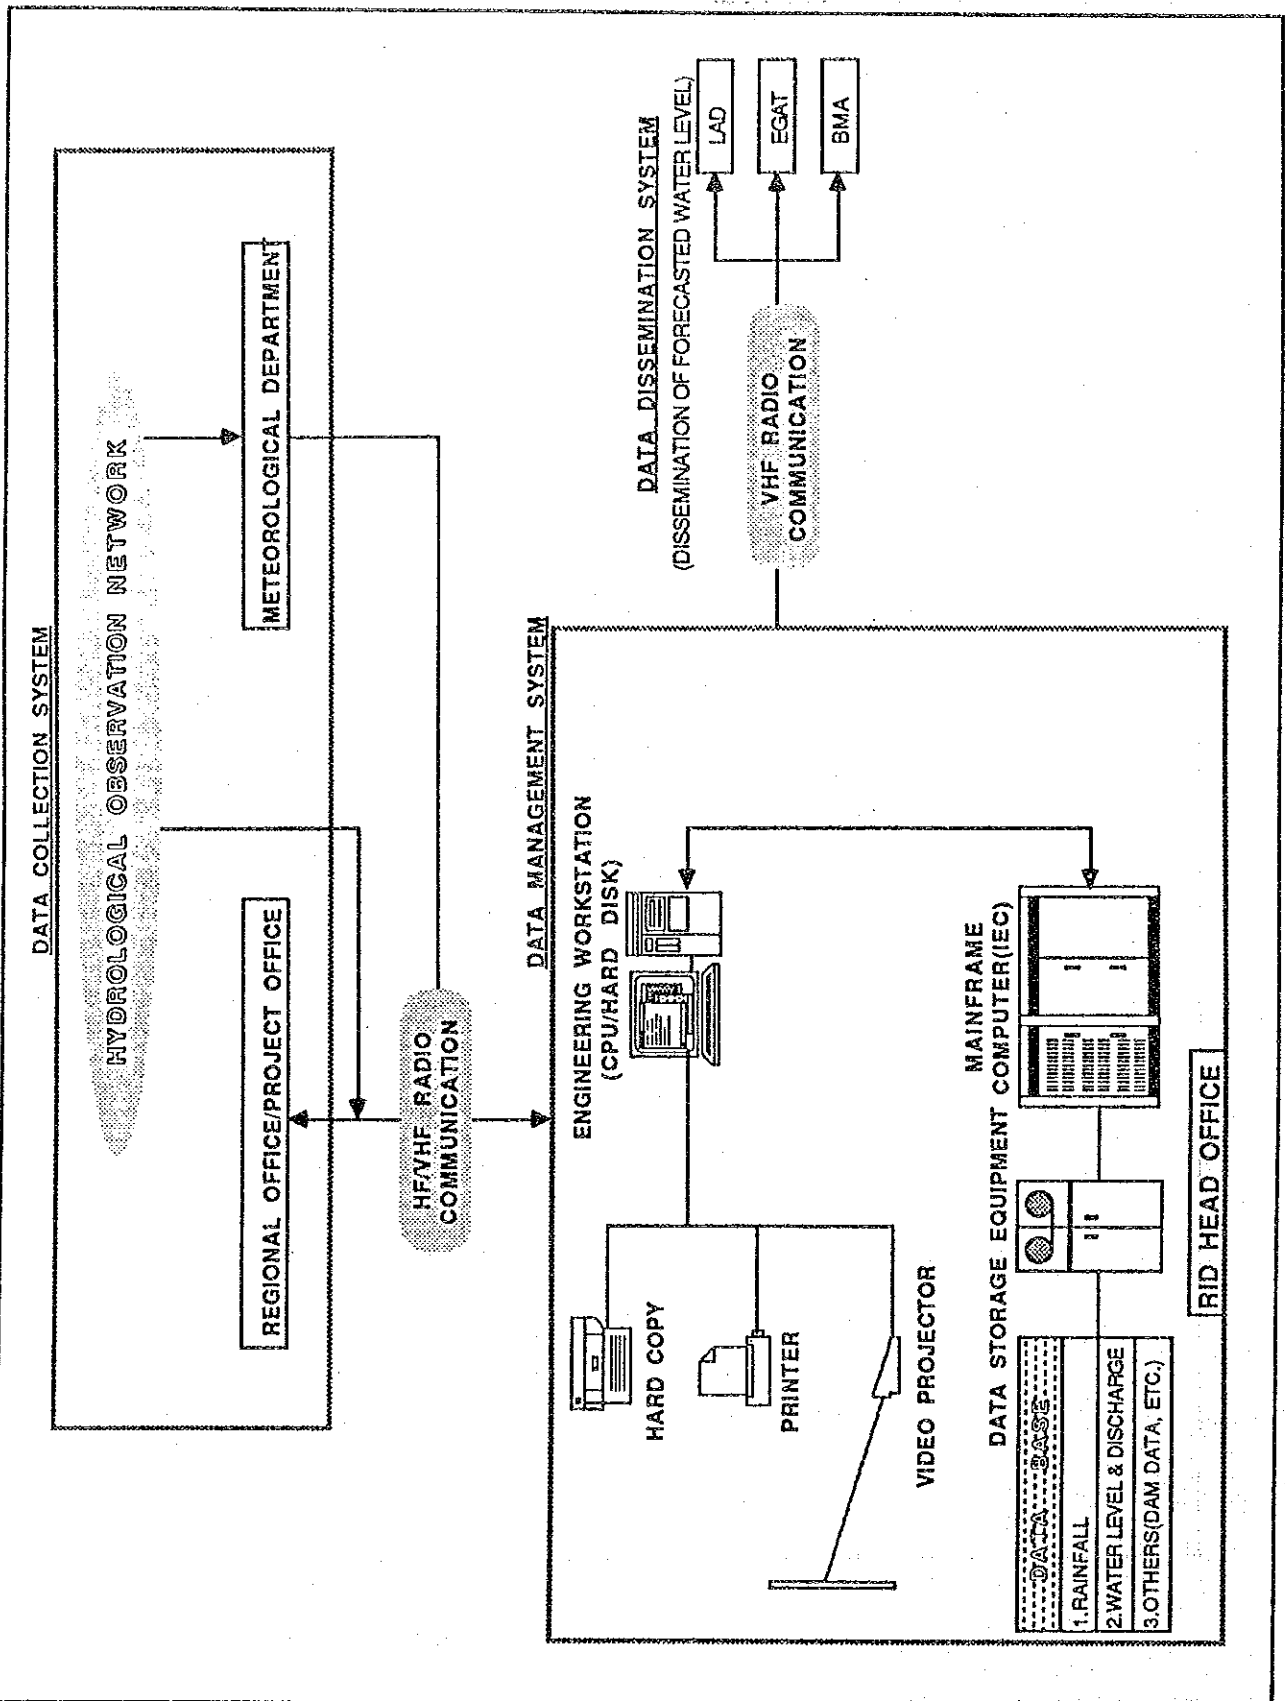 DATA COLLECTION SYSTEM
HYDROLOGICAL OBSERVATION NETWORK
REGIONAL OFFICE/PROJECT OFFICE
METEOROLOGICAL DEPARTMENT
HF/VHF RADIO
COMMUNICATION
DATA MANAGEMENT SYSTEM
ENGINEERING WORKSTATION
(CPU/HARD DISK)
HARD COPY
PRINTER
VIDEO PROJECTOR
MAINFRAME
DATA STORAGE EQUIPMENT COMPUTER(IEC)
DATA BASE
1.RAINFALL
2.WATER LEVEL & DISCHARGE
3.OTHERS(DAM DATA, ETC.)
RID HEAD OFFICE
DATA DISSEMINATION SYSTEM
(DISSEMINATION OF FORECASTED WATER LEVEL)
VHF RADIO
COMMUNICATION
LAD
EGAT
BMA